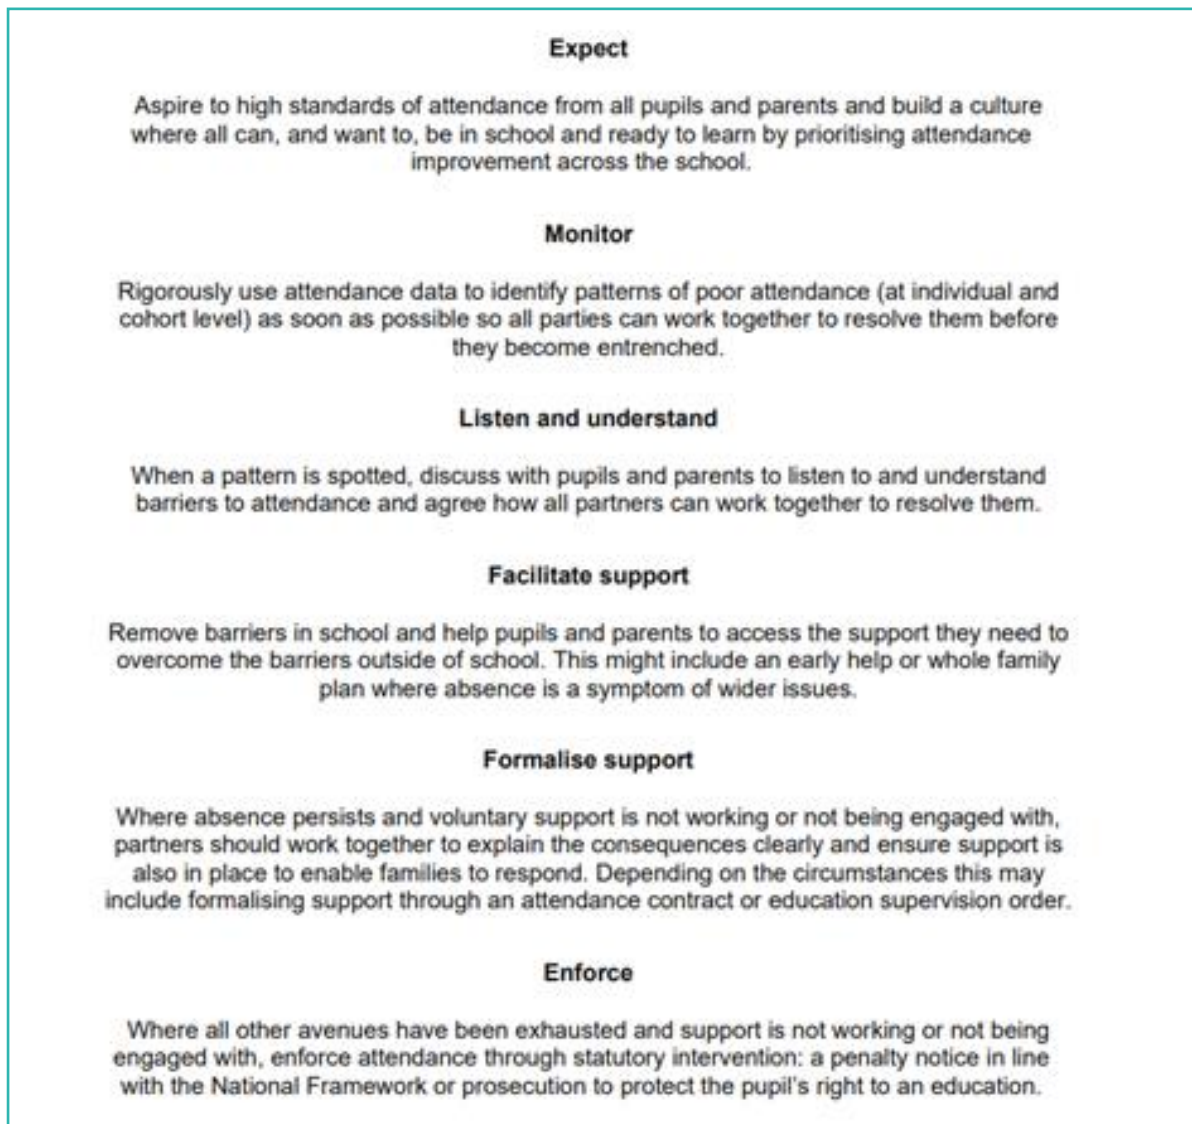 Expect
Aspire to high standards of attendance from all pupils and parents and build a culture
where all can, and want to, be in school and ready to learn by prioritising attendance
improvement across the school.
Monitor
Rigorously use attendance data to identify patterns of poor attendance (at individual and
cohort level) as soon as possible so all parties can work together to resolve them before
they become entrenched.
Listen and understand
When a pattern is spotted, discuss with pupils and parents to listen to and understand
barriers to attendance and agree how all partners can work together to resolve them.
Facilitate support
Remove barriers in school and help pupils and parents to access the support they need to
overcome the barriers outside of school. This might include an early help or whole family
plan where absence is a symptom of wider issues.
Formalise support
Where absence persists and voluntary support is not working or not being engaged with,
partners should work together to explain the consequences clearly and ensure support is
also in place to enable families to respond. Depending on the circumstances this may
include formalising support through an attendance contract or education supervision order.
Enforce
Where all other avenues have been exhausted and support is not working or not being
engaged with, enforce attendance through statutory intervention: a penalty notice in line
with the National Framework or prosecution to protect the pupil's right to an education.